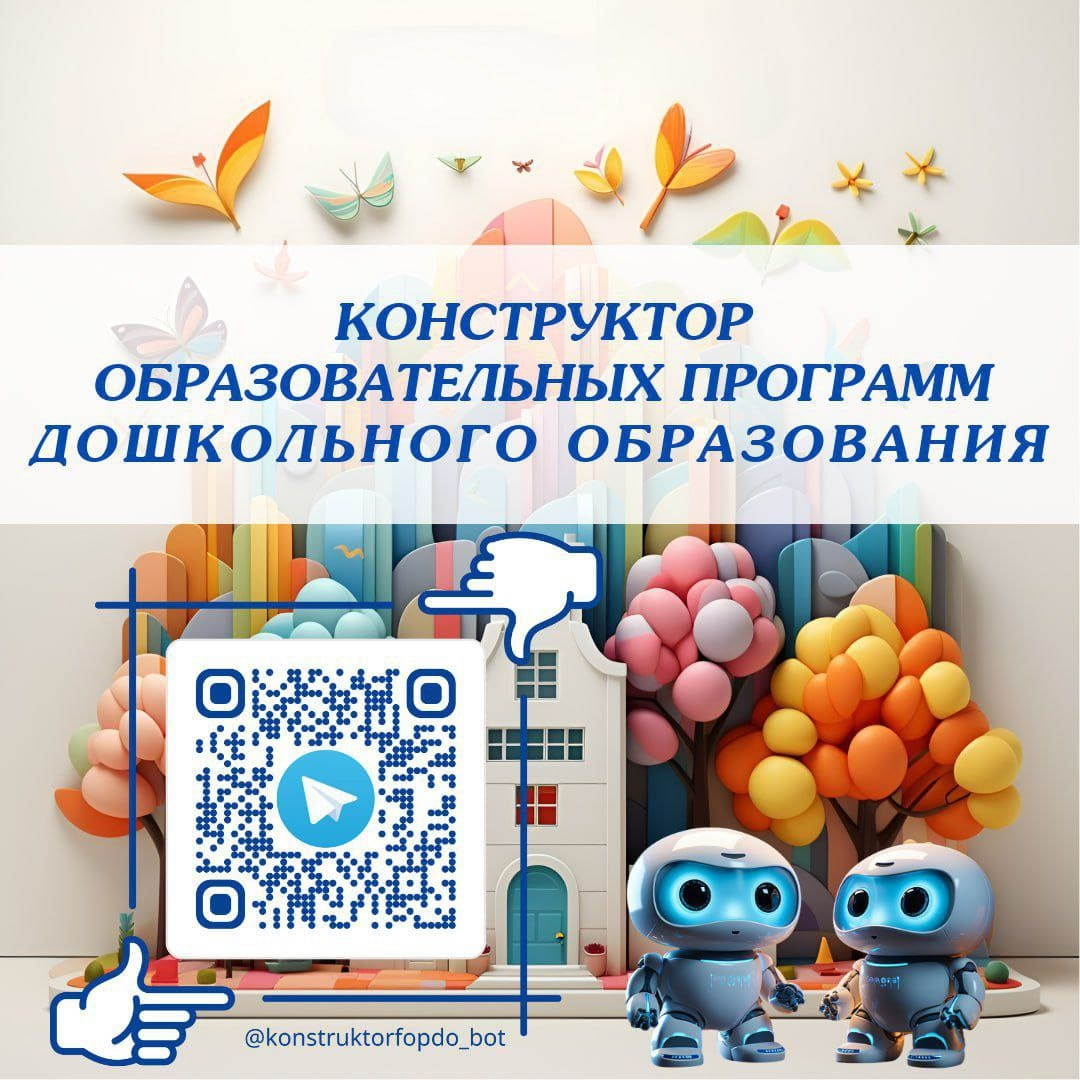 КОНСТРУКТОР
ОБРАЗОВАТЕЛЬНЫХ ПРОГРАММ
ДОШКОЛЬНОГО ОБРАЗОВАНИЯ
@konstruktorfopdo_bot